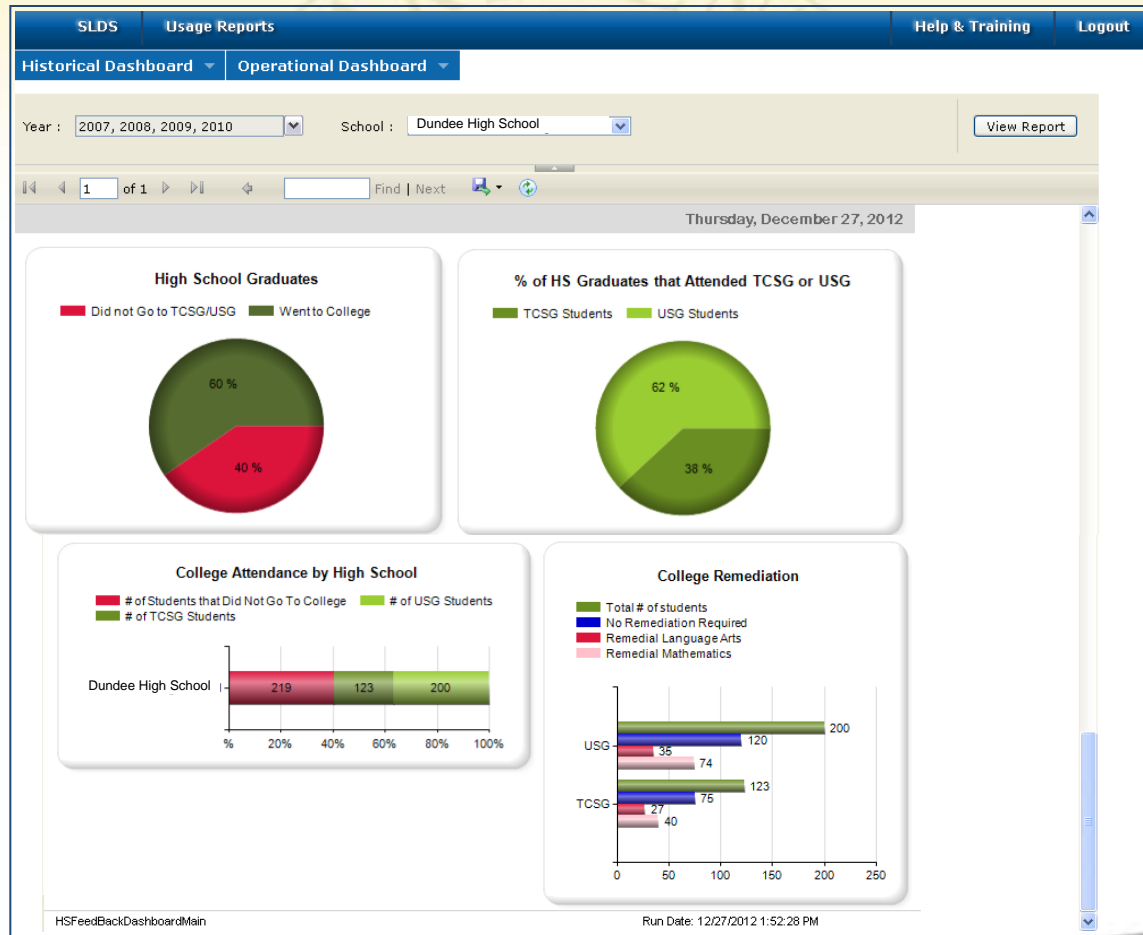 SLDS Usage Reports Help & Training Logout
Historical Dashboard Operational Dashboard
Year : 2007, 2008, 2009, 2010 School : Dundee High School View Report
1 of 1 Find | Next
Thursday, December 27, 2012
High School Graduates
Did not Go to TCSG/USG Went to College
60 %
40 %
% of HS Graduates that Attended TCSG or USG
TCSG Students USG Students
62 %
38 %
College Attendance by High School
# of Students that Did Not Go To College # of USG Students
# of TCSG Students
Dundee High School 219 123 200
% 20% 40% 60% 80% 100%
College Remediation
Total # of students
No Remediation Required
Remedial Language Arts
Remedial Mathematics
200
USG 120
35
74
123
TCSG 75
27
40
0 50 100 150 200 250
HSFeedBackDashboardMain Run Date: 12/27/2012 1:52:28 PM